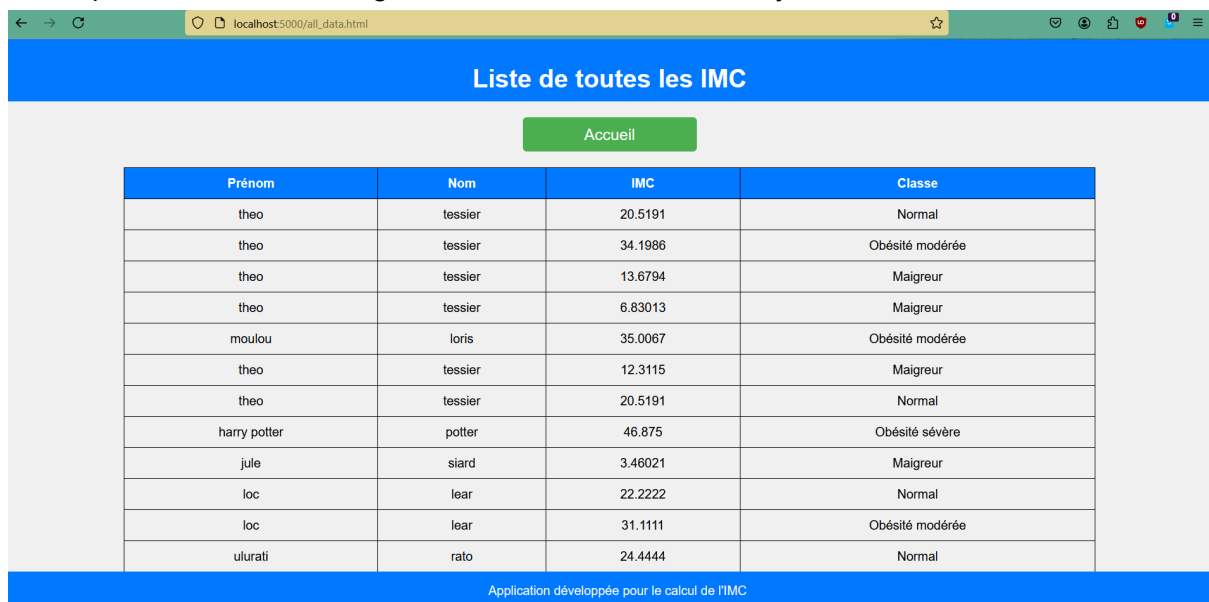 localhost:5000/all_data.html
0
Liste de toutes les IMC
Accueil
Prénom Nom IMC Classe
theo tessier 20.5191 Normal
theo tessier 34.1986 Obésité modérée
theo tessier 13.6794 Maigreur
theo tessier 6.83013 Maigreur
moulou loris 35.0067 Obésité modérée
theo tessier 12.3115 Maigreur
theo tessier 20.5191 Normal
harry potter potter 46.875 Obésité sévère
jule siard 3.46021 Maigreur
loc lear 22.2222 Normal
loc lear 31.1111 Obésité modérée
ulurati rato 24.4444 Normal
Application développée pour le calcul de l'IMC